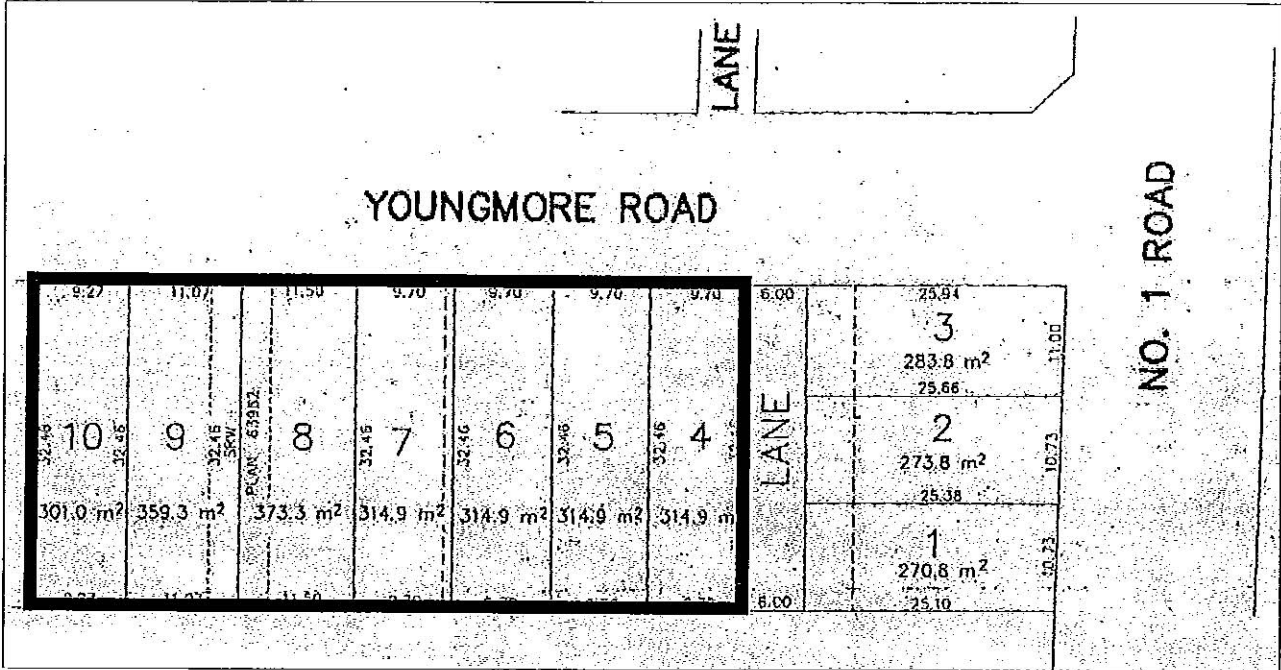 LANE
YOUNGMORE ROAD
NO. 1 ROAD
9.27 11.07 11.50 9.70 9.70 9.70 9.70 6.00 25.94
3
283.8 m²
11.00
25.66
10 9 8 7 6 5 4
32.46 32.46 32.46 32.46 32.46 32.46
SRW
PLAN 63962
LANE
2
273.8 m²
10.73
25.38
301.0 m² 359.3 m² 373.3 m² 314.9 m² 314.9 m² 314.9 m² 314.9 m
1
270.8 m²
10.73
11.50 6.00 25.10